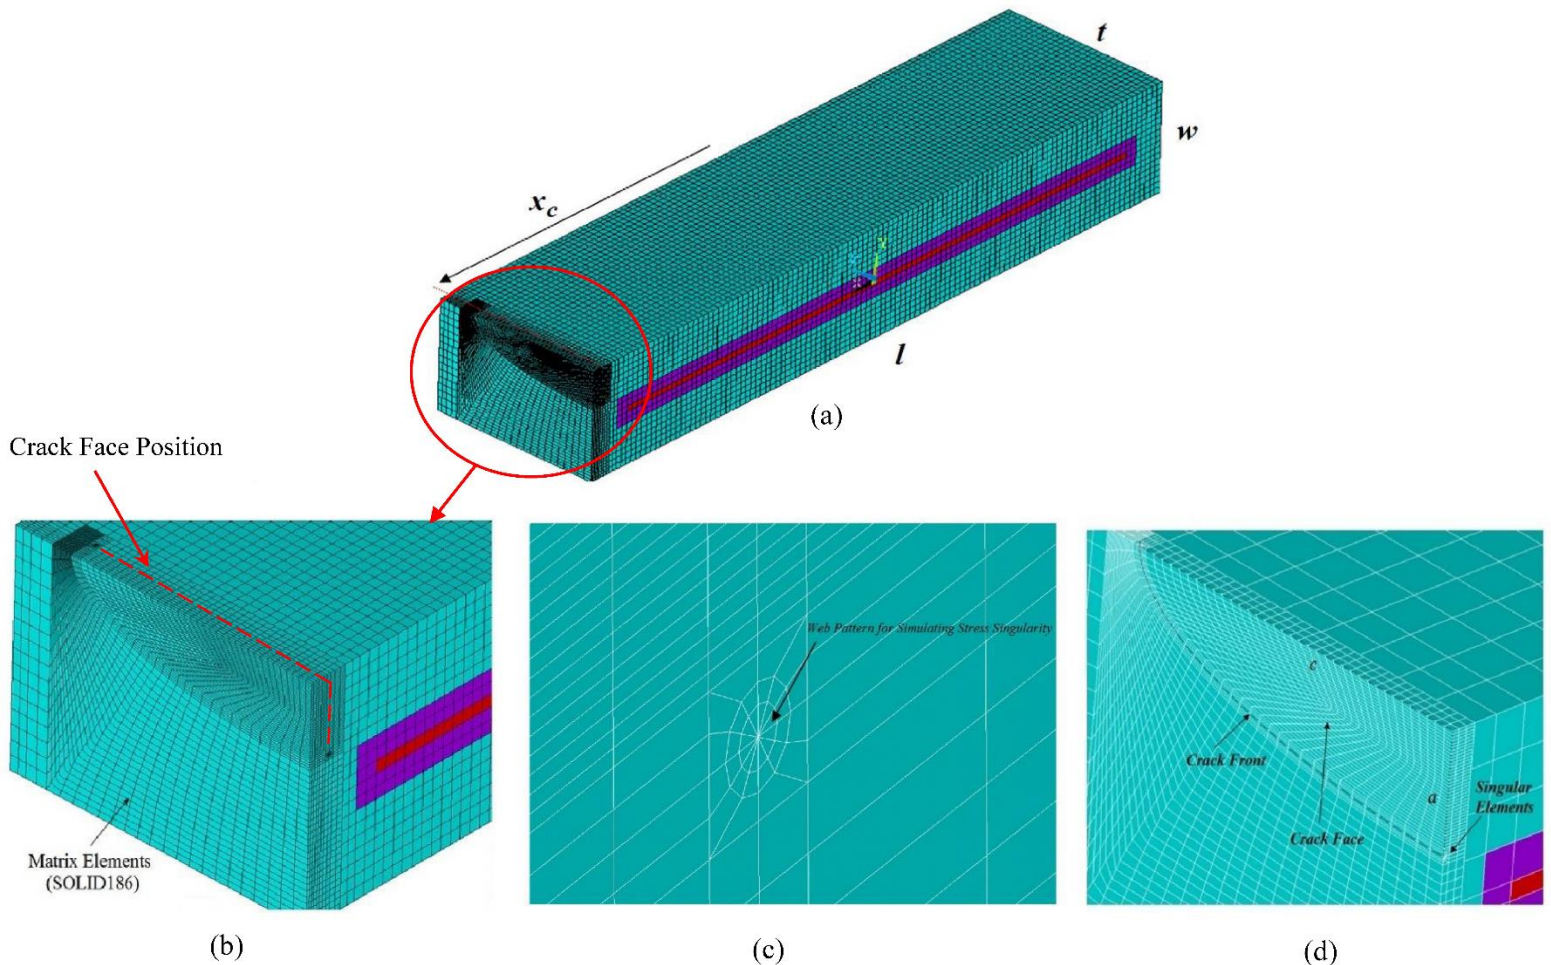 t
w
x_c
l
(a)
Crack Face Position
Matrix Elements
(SOLID186)
(b)
Web Pattern for Simulating Stress Singularity
(c)
c
Crack Front
a
Singular
Elements
Crack Face
(d)